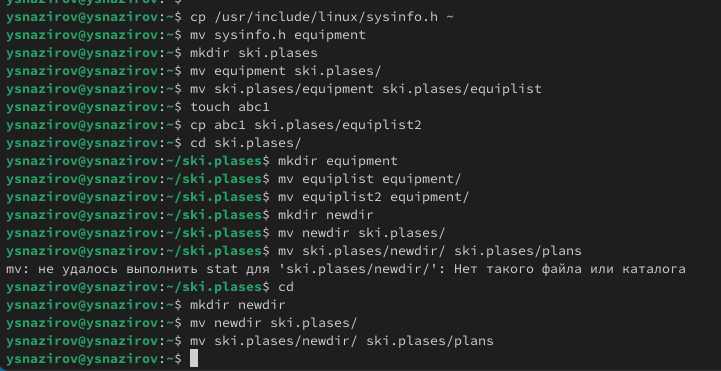 ysnazirov@ysnazirov:~$ cp /usr/include/linux/sysinfo.h ~
ysnazirov@ysnazirov:~$ mv sysinfo.h equipment
ysnazirov@ysnazirov:~$ mkdir ski.plases
ysnazirov@ysnazirov:~$ mv equipment ski.plases/
ysnazirov@ysnazirov:~$ mv ski.plases/equipment ski.plases/equiplist
ysnazirov@ysnazirov:~$ touch abc1
ysnazirov@ysnazirov:~$ cp abc1 ski.plases/equiplist2
ysnazirov@ysnazirov:~$ cd ski.plases/
ysnazirov@ysnazirov:~/ski.plases$ mkdir equipment
ysnazirov@ysnazirov:~/ski.plases$ mv equiplist equipment/
ysnazirov@ysnazirov:~/ski.plases$ mv equiplist2 equipment/
ysnazirov@ysnazirov:~/ski.plases$ mkdir newdir
ysnazirov@ysnazirov:~/ski.plases$ mv newdir ski.plases/
ysnazirov@ysnazirov:~/ski.plases$ mv ski.plases/newdir/ ski.plases/plans
mv: не удалось выполнить stat для 'ski.plases/newdir/': Нет такого файла или каталога
ysnazirov@ysnazirov:~/ski.plases$ cd
ysnazirov@ysnazirov:~$ mkdir newdir
ysnazirov@ysnazirov:~$ mv newdir ski.plases/
ysnazirov@ysnazirov:~$ mv ski.plases/newdir/ ski.plases/plans
ysnazirov@ysnazirov:~$